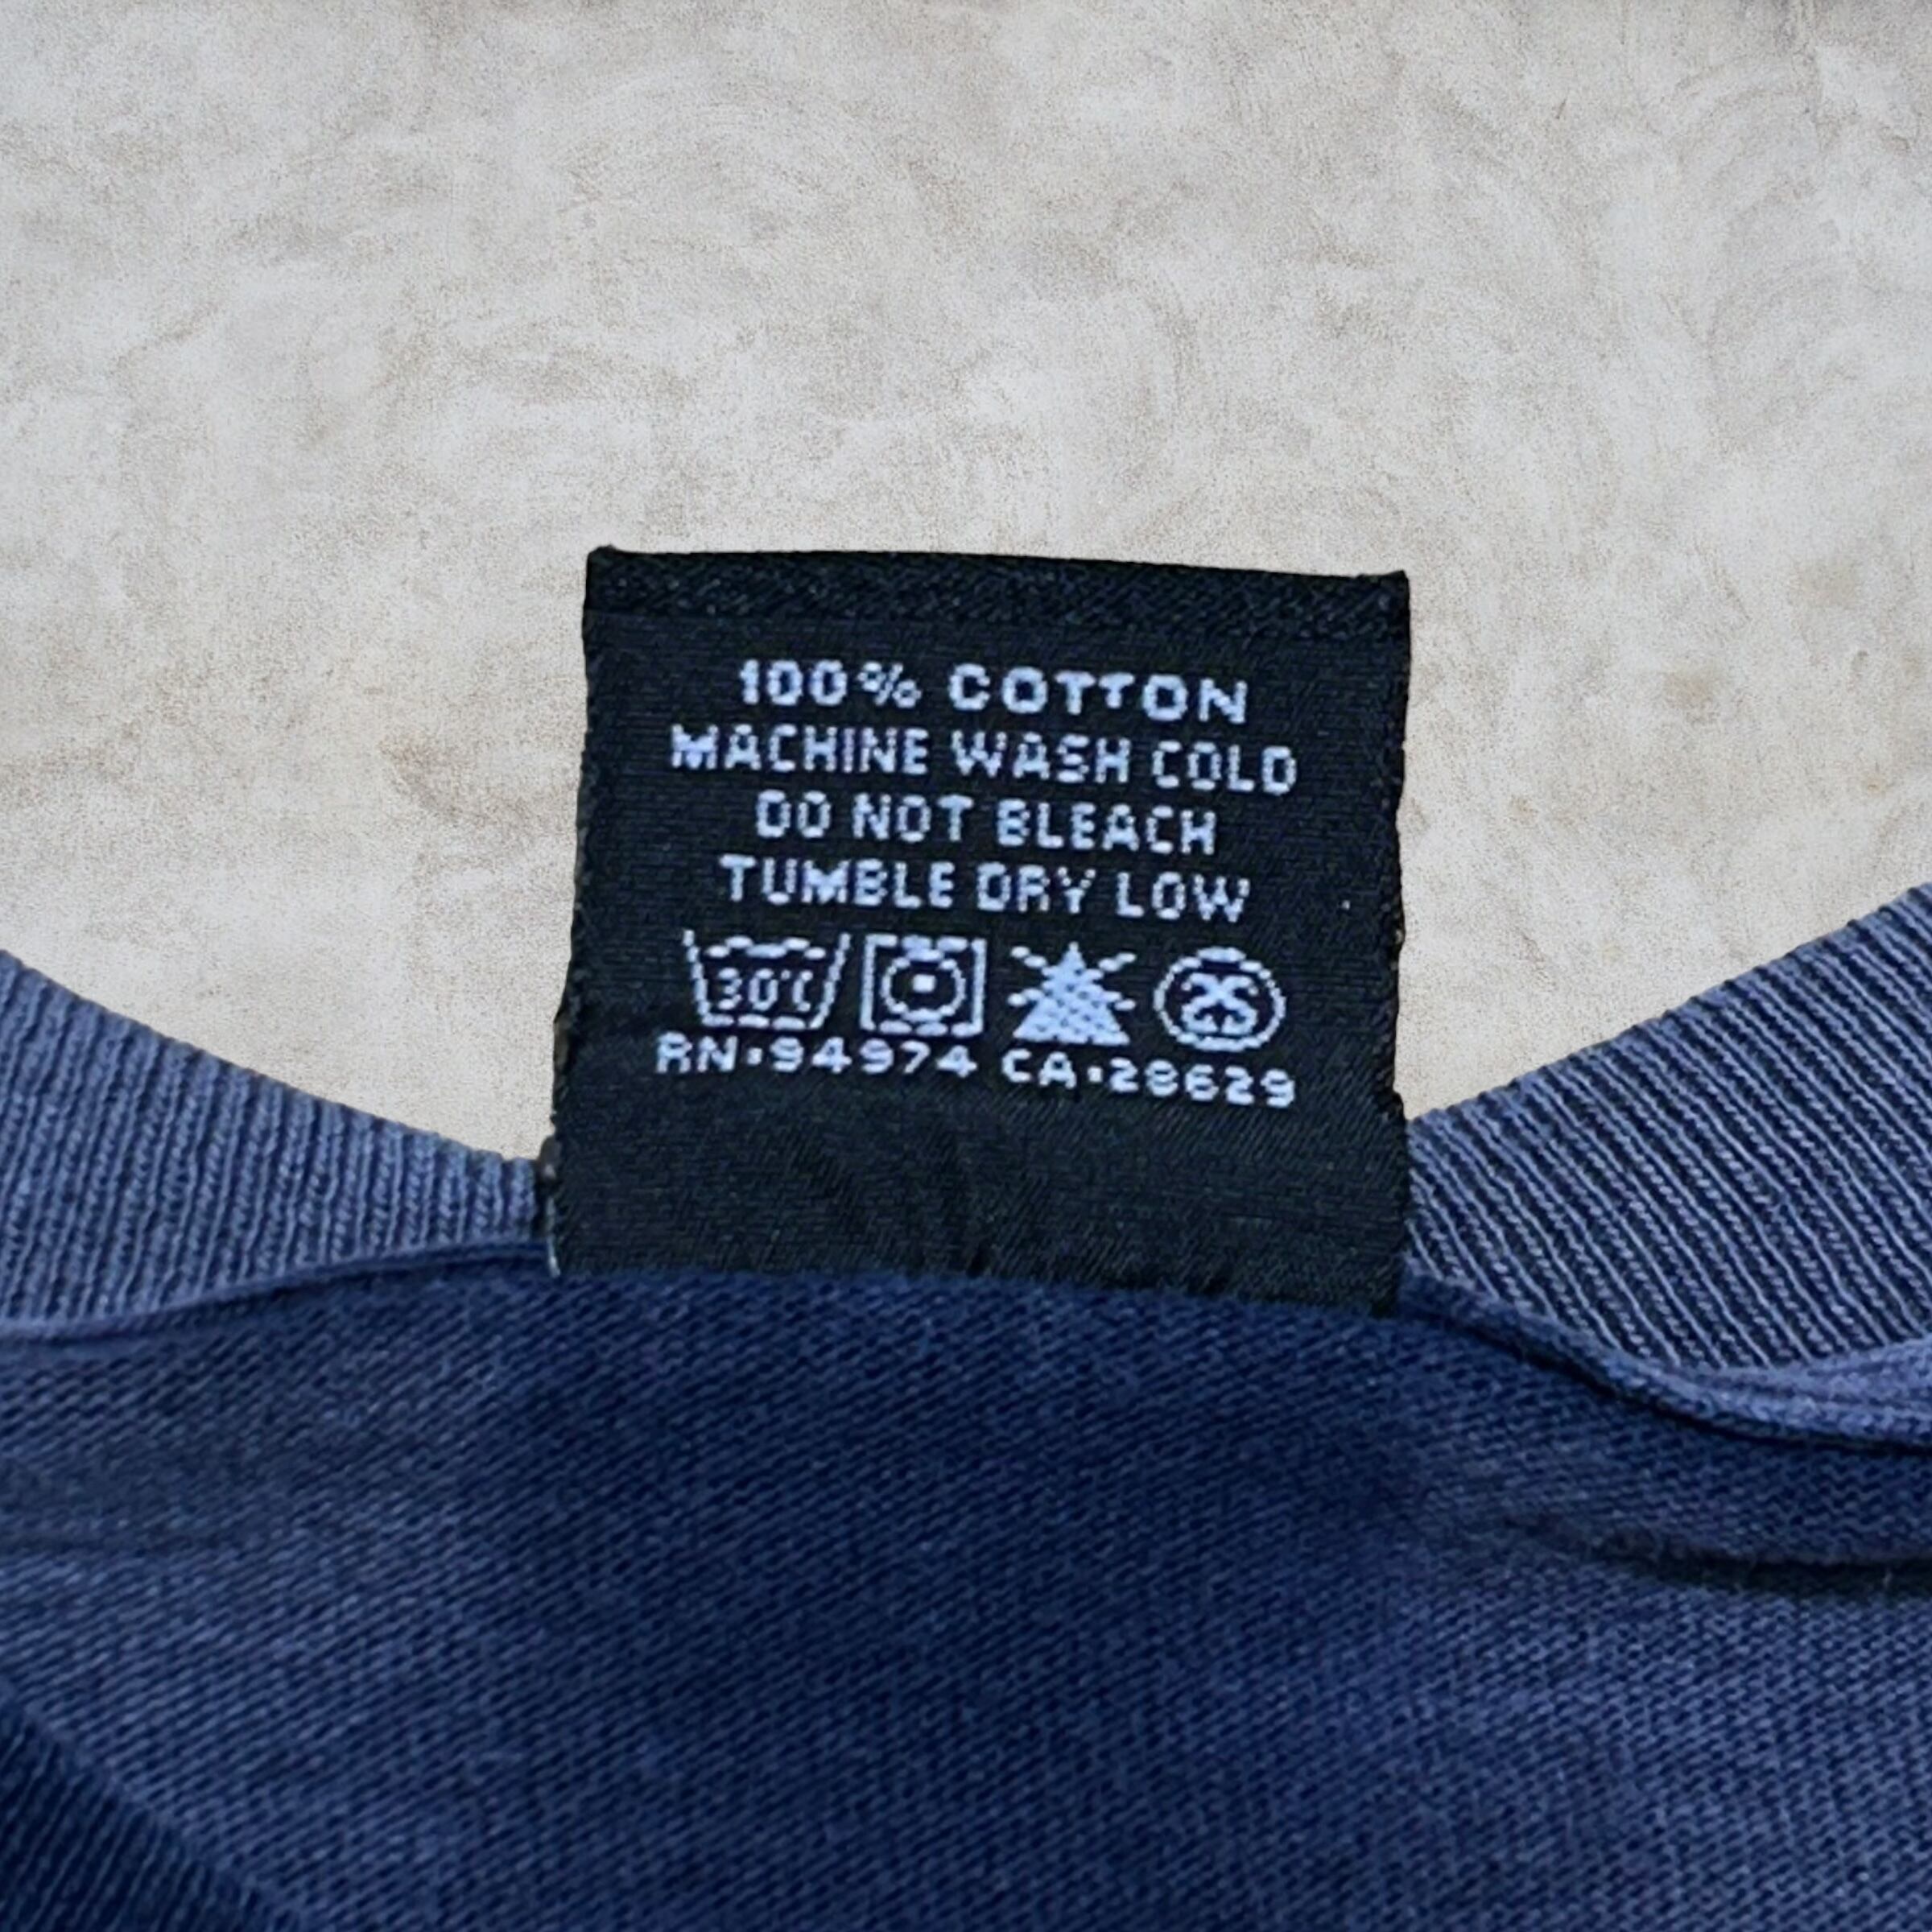 100% COTTON
MACHINE WASH COLD
DO NOT BLEACH
TUMBLE DRY LOW
30°C
RN•94974 CA•28629